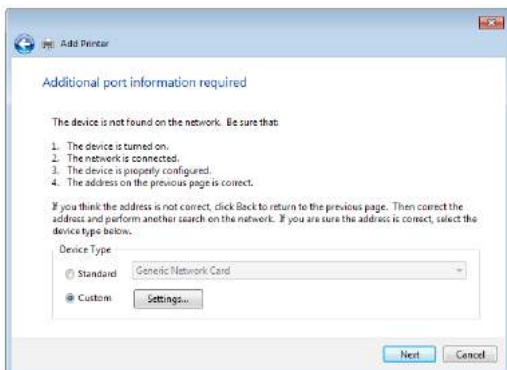 Add Printer
Additional port information required
The device is not found on the network. Be sure that:
1. The device is turned on.
2. The network is connected.
3. The device is properly configured.
4. The address on the previous page is correct.
If you think the address is not correct, click Back to return to the previous page. Then correct the
address and perform another search on the network. If you are sure the address is correct, select the
device type below.
Device Type
Standard Generic Network Card
Custom Settings...
Next Cancel